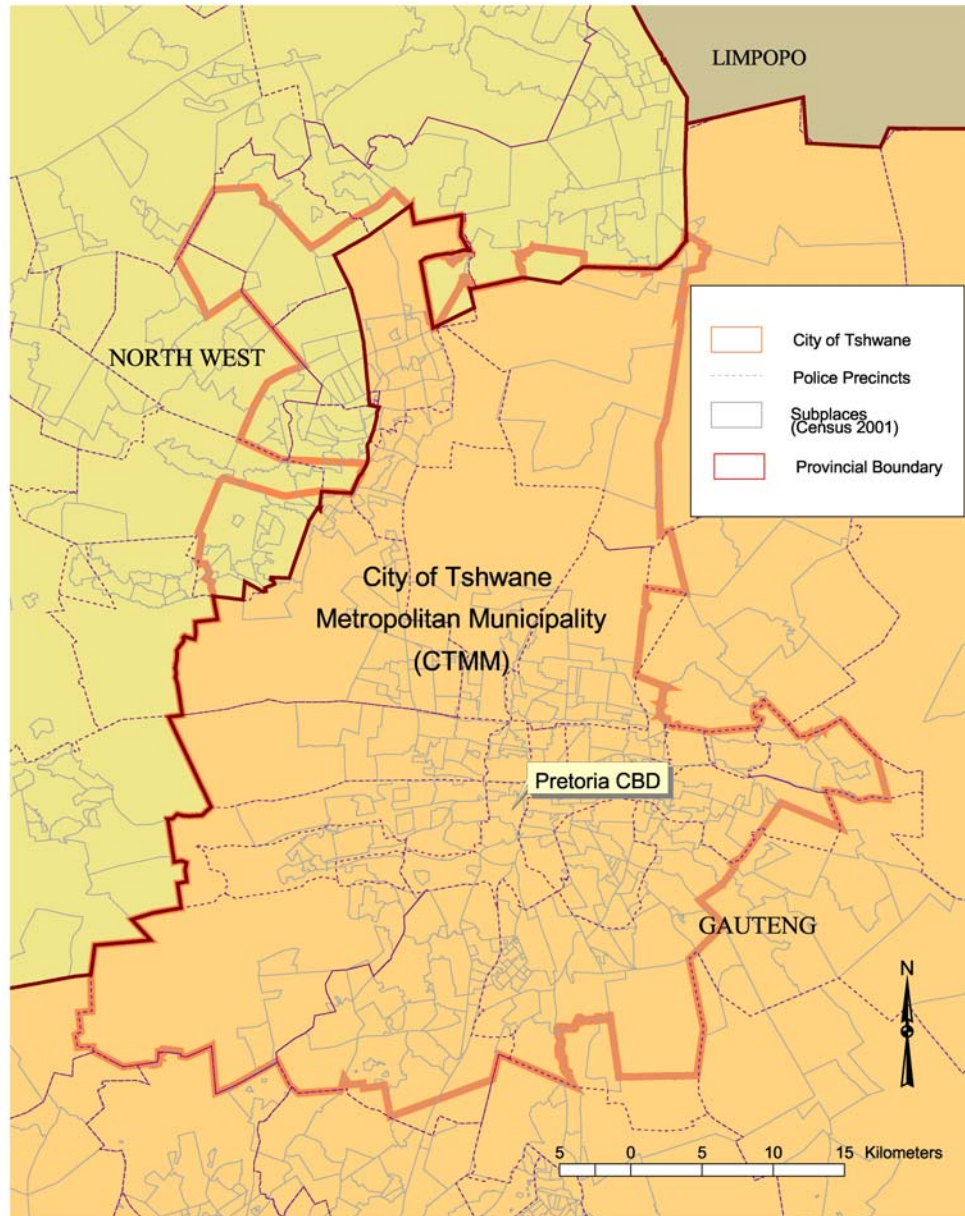 LIMPOPO
NORTH WEST
City of Tshwane
Police Precincts
Subplaces
(Census 2001)
Provincial Boundary
City of Tshwane
Metropolitan Municipality
(CTMM)
Pretoria CBD
GAUTENG
N
5 0 5 10 15 Kilometers